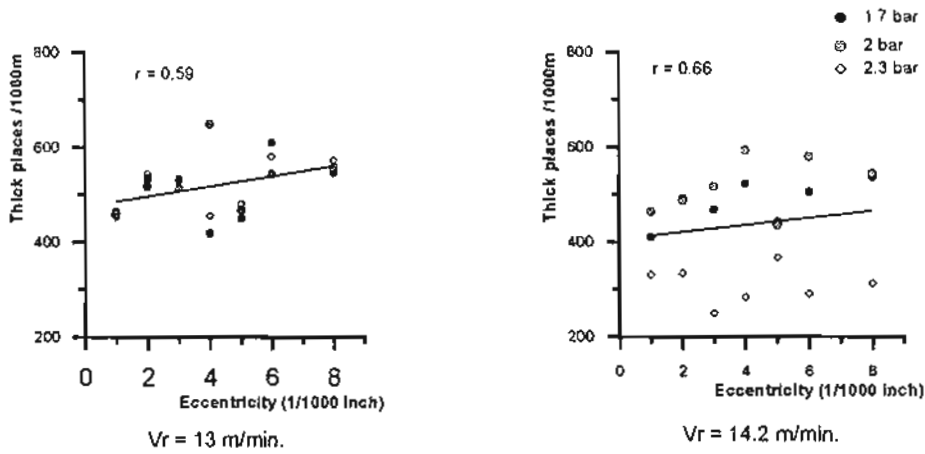 1 7 bar
2 bar
2.3 bar
800
600
400
200
Thick places /1000m
r = 0,59
0 2 4 6 8
Eccentricity (1/1000 inch)
Vr = 13 m/min.
800
600
400
200
Thick places /1000m
r = 0.66
0 2 4 6 8
Eccentricity (1/1000 inch)
Vr = 14.2 m/min.